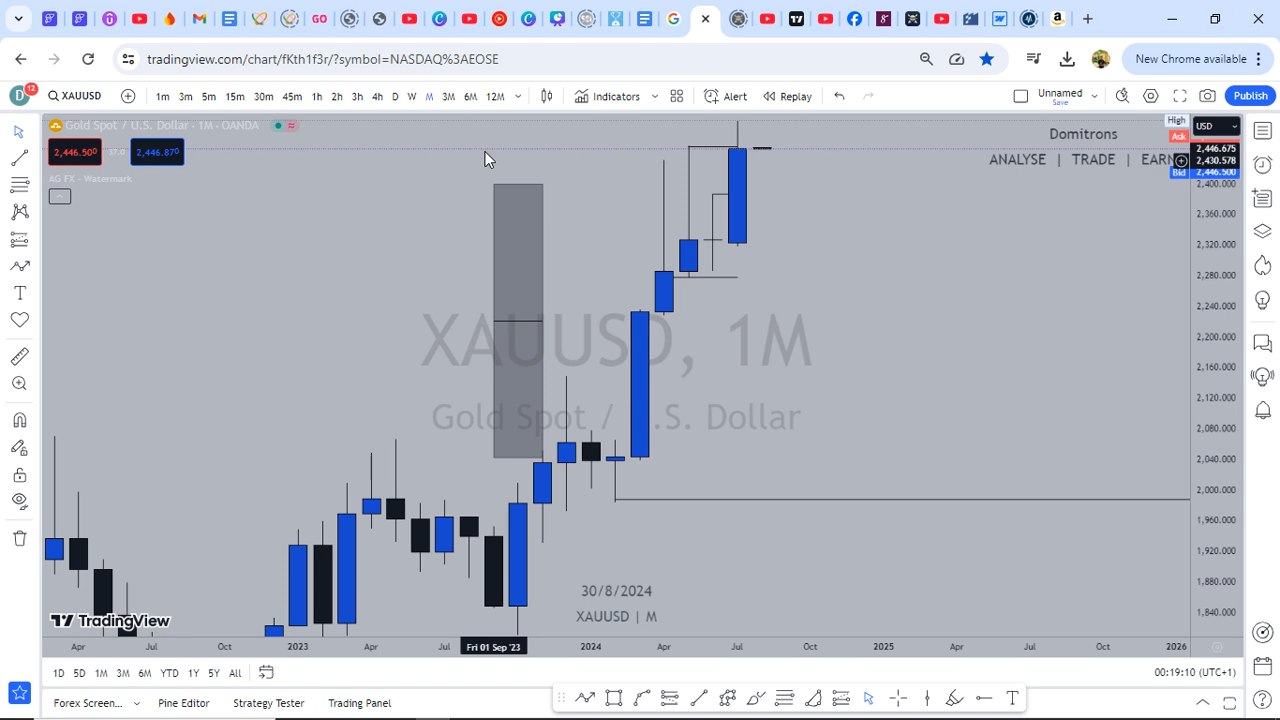 tradingview.com/chart/fKth1f3r/?symbol=NASDAQ%3AEOSE
New Chrome available
D 12 XAUUSD 1m 3m 5m 15m 30m 45m 1h 2h 3h 4h D W M 3M 6M 12M Indicators Alert Replay Unnamed Save Publish
Gold Spot / U.S. Dollar · 1M · OANDA
High USD
Domitrons
Ask
2,446.50⁰ 37.0 2,446.87⁰
2,446.675
ANALYSE | TRADE | EARN
2,430.578
Bid 2,446.500
AG FX - Watermark
2,400.000
2,360.000
2,320.000
2,280.000
2,240.000
2,200.000
2,160.000
2,120.000
2,080.000
2,040.000
2,000.000
1,960.000
1,920.000
1,880.000
1,840.000
XAUUSD, 1M
Gold Spot / U.S. Dollar
30/8/2024
XAUUSD | M
TradingView
Apr Jul Oct 2023 Apr Jul Fri 01 Sep '23 2024 Apr Jul Oct 2025 Apr Jul Oct 2026
1D 5D 1M 3M 6M YTD 1Y 5Y All 00:19:10 (UTC+1)
Forex Screen... Pine Editor Strategy Tester Trading Panel